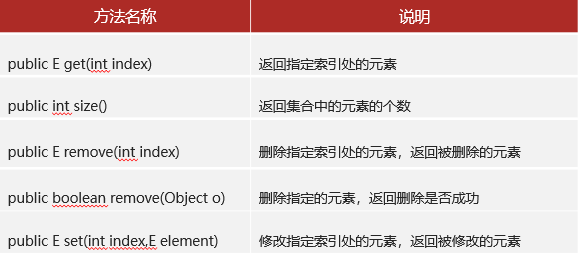 方法名称 说明
public E get(int index) 返回指定索引处的元素
public int size() 返回集合中的元素的个数
public E remove(int index) 删除指定索引处的元素，返回被删除的元素
public boolean remove(Object o) 删除指定的元素，返回删除是否成功
public E set(int index,E element) 修改指定索引处的元素，返回被修改的元素